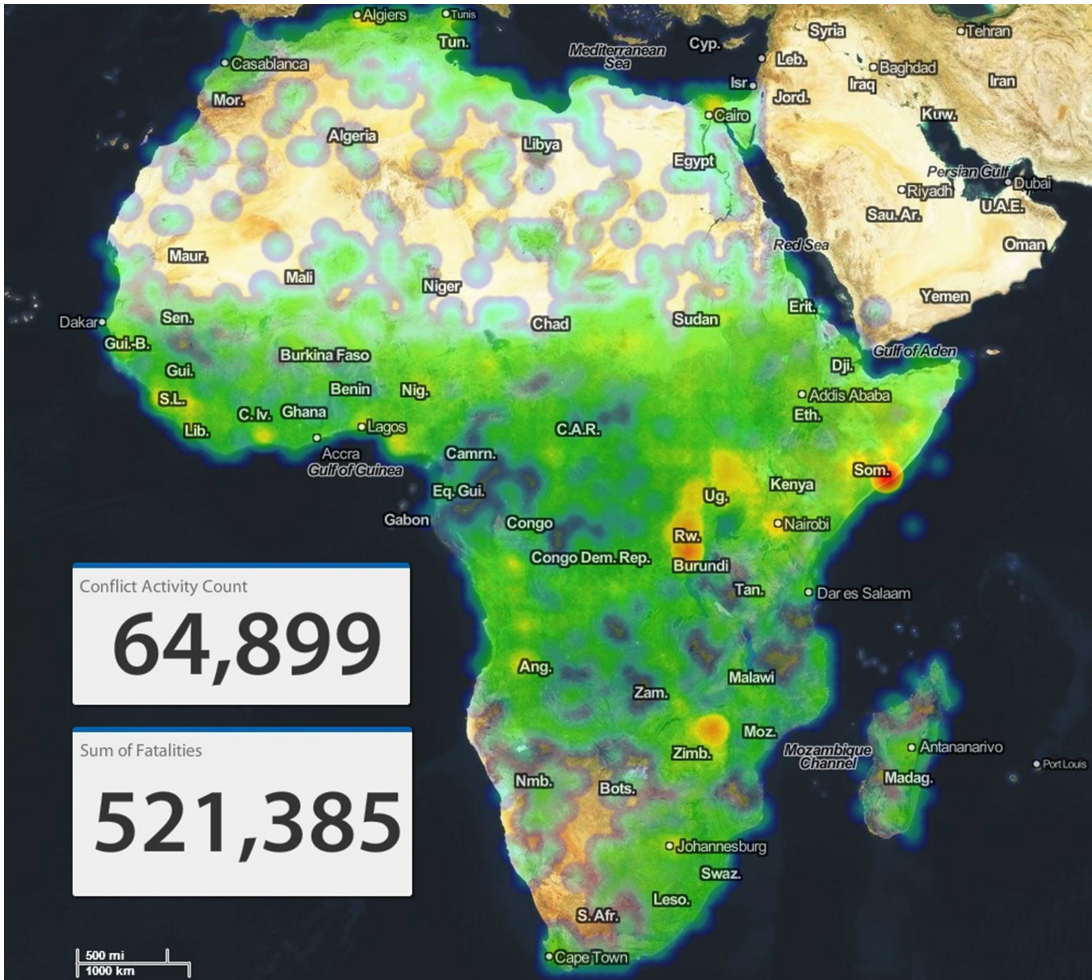 Algiers
Tunis
Tun.
Mediterranean
Sea
Cyp.
Syria
Tehran
Casablanca
Leb.
Baghdad
Isr.
Iraq
Iran
Mor.
Jord.
Algeria
Libya
Cairo
Kuw.
Egypt
Persian Gulf
Riyadh
Dubai
Sau. Ar.
U.A.E.
Red Sea
Oman
Maur.
Mali
Niger
Yemen
Erit.
Dakar
Sen.
Chad
Sudan
Gui.-B.
Burkina Faso
Gulf of Aden
Gui.
Dji.
Benin
Nig.
Addis Ababa
S.L.
C. Iv.
Ghana
Eth.
Lib.
Lagos
C.A.R.
Accra
Camrn.
Gulf of Guinea
Som.
Eq. Gui.
Ug.
Kenya
Gabon
Congo
Nairobi
Rw.
Congo Dem. Rep.
Burundi
Tan.
Dar es Salaam
Conflict Activity Count
64,899
Ang.
Malawi
Zam.
Moz.
Sum of Fatalities
521,385
Zimb.
Mozambique
Channel
Antananarivo
Port Louis
Madag.
Nmb.
Bots.
Johannesburg
Swaz.
Leso.
S. Afr.
500 mi
1000 km
Cape Town